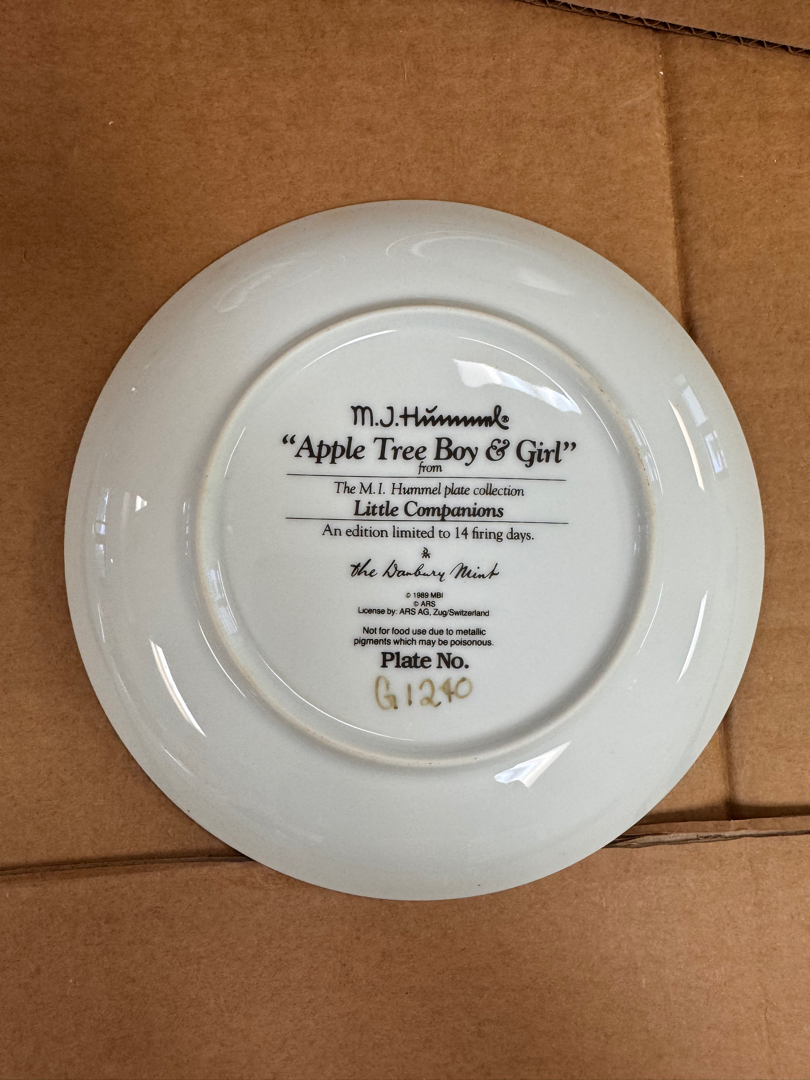 M.J.Hummel®
“Apple Tree Boy & Girl”
from
The M.I. Hummel plate collection
Little Companions
An edition limited to 14 firing days.
the Danbury Mint
© 1989 MBI
© ARS
License by: ARS AG, Zug/Switzerland
Not for food use due to metallic
pigments which may be poisonous.
Plate No.
G1240